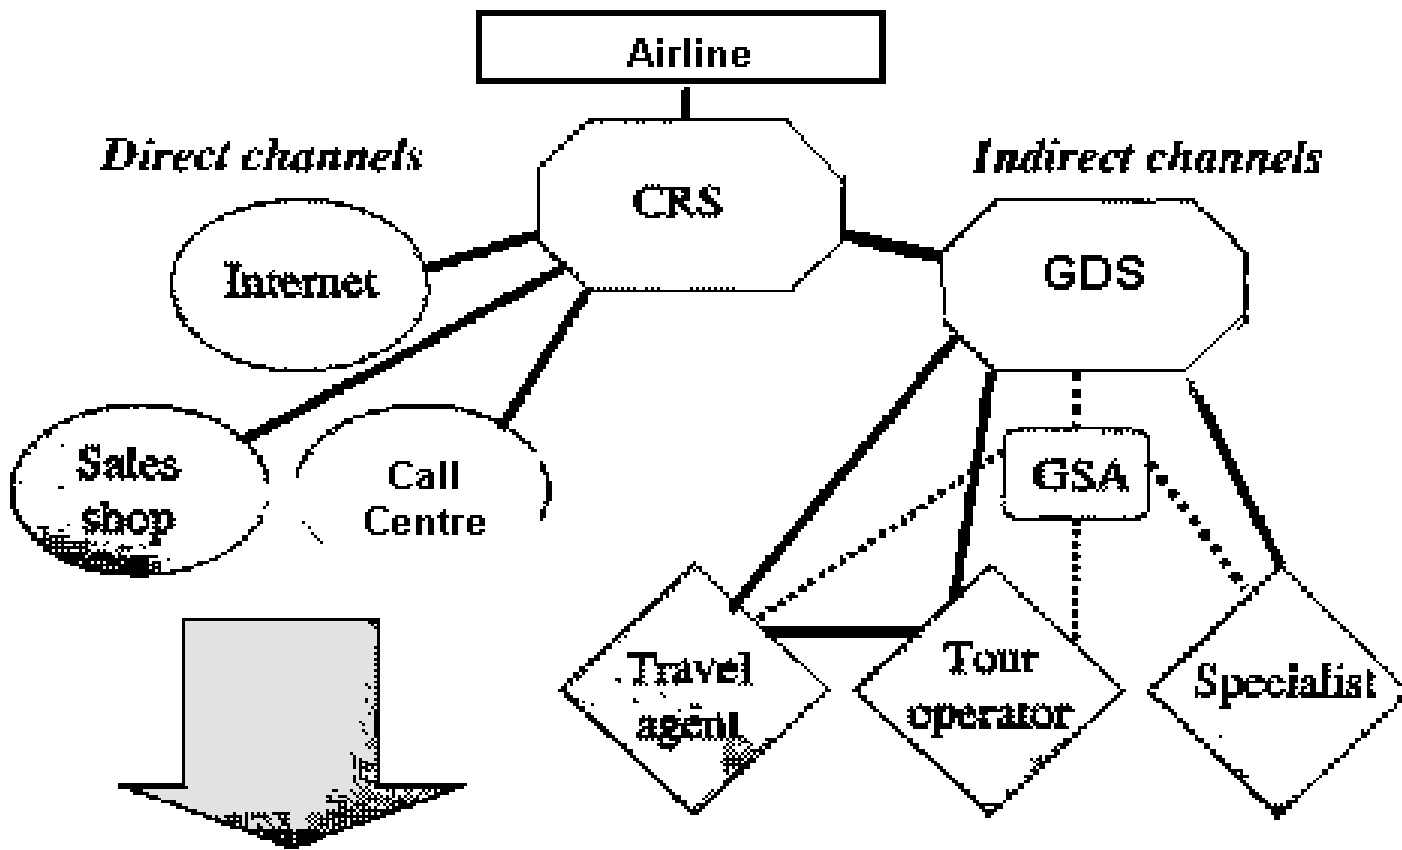 Airline
Direct channels
Indirect channels
CRS
Internet
GDS
Sales
shop
Call
Centre
GSA
Travel
agent
Tour
operator
Specialist